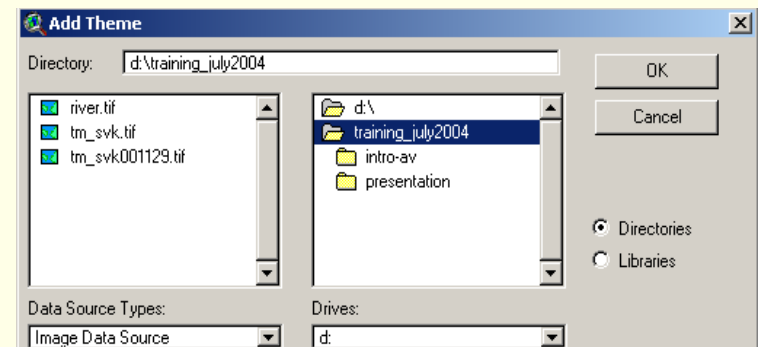 Add Theme
Directory: d:\training_july2004
OK
Cancel
river.tif
tm_svk.tif
tm_svk001129.tif
d:\
training_july2004
intro-av
presentation
Directories
Libraries
Data Source Types:
Image Data Source
Drives:
d: